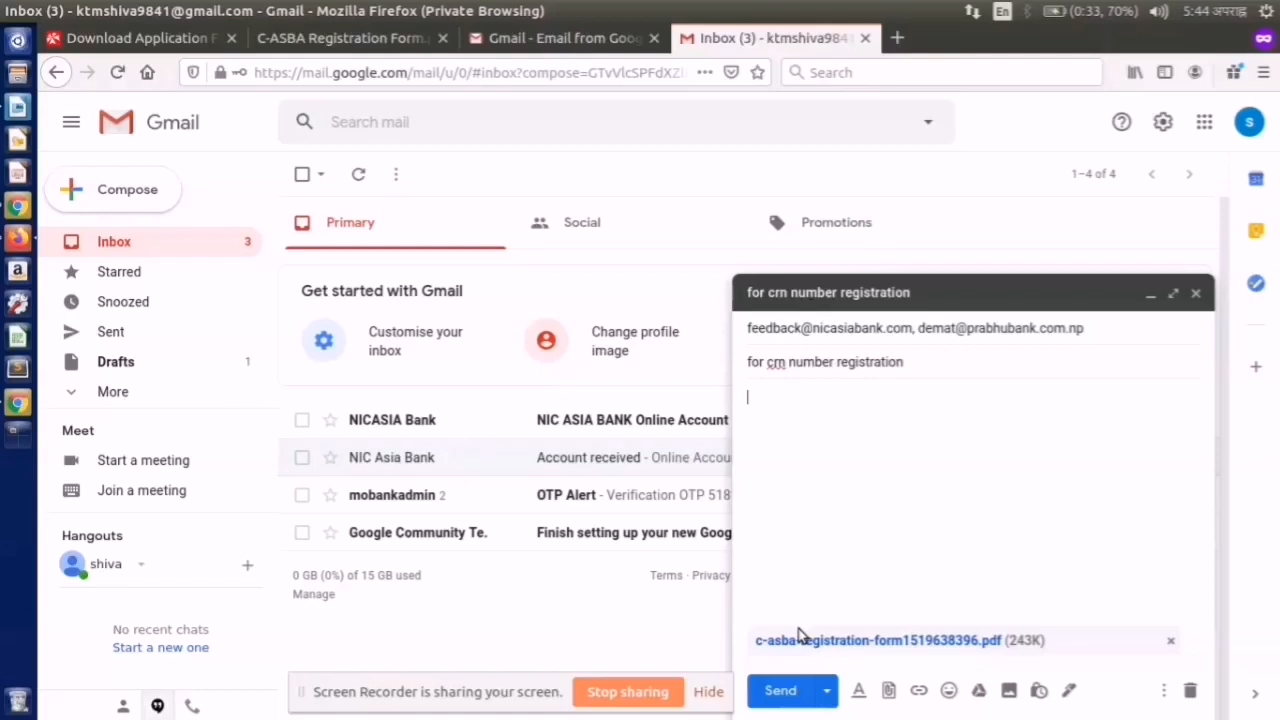 Inbox (3) - ktmshiva9841@gmail.com - Gmail - Mozilla Firefox (Private Browsing)
En (0:33, 70%) 5:44 अपराह्न
Download Application F
C-ASBA Registration Form.
Gmail - Email from Goog
Inbox (3) - ktmshiva984
https://mail.google.com/mail/u/0/#inbox?compose=GTvVlcSPFdXZ
Search
Gmail
Search mail
S
Compose
1–4 of 4
Primary
Social
Promotions
Inbox 3
Starred
Snoozed
Sent
Drafts 1
More
Meet
Start a meeting
Join a meeting
Hangouts
shiva
No recent chats
Start a new one
Get started with Gmail
Customise your
inbox
Change profile
image
NICASIA Bank NIC ASIA BANK Online Account
NIC Asia Bank Account received - Online Accou
mobankadmin 2 OTP Alert - Verification OTP 518
Google Community Te. Finish setting up your new Goog
0 GB (0%) of 15 GB used
Manage
Terms · Privacy
for crn number registration
feedback@nicasiabank.com, demat@prabhubank.com.np
for crn number registration
c-asba-registration-form1519638396.pdf (243K)
Send
Screen Recorder is sharing your screen.
Stop sharing
Hide